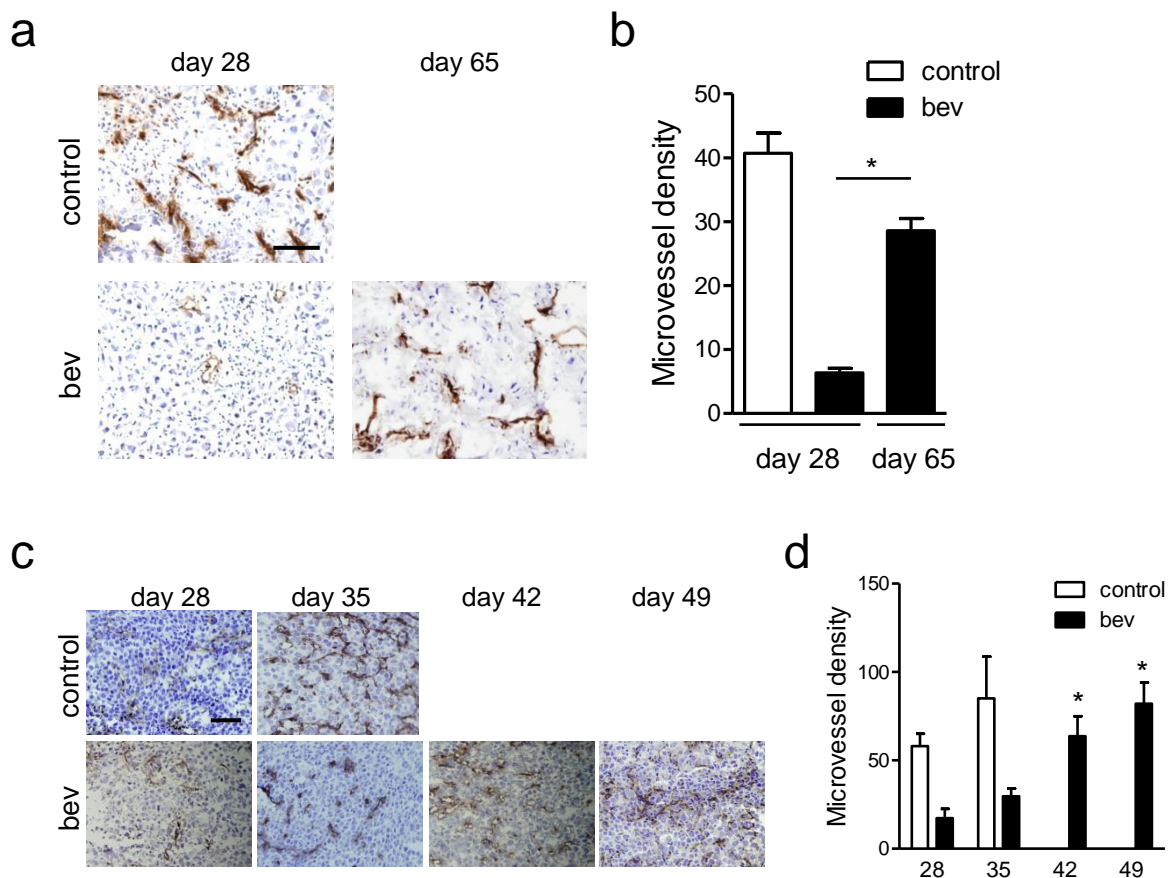 a
day 28
day 65
control
bev
b
control
bev
Microvessel density
50
40
30
20
10
0
*
day 28
day 65
c
day 28
day 35
day 42
day 49
control
bev
d
control
bev
Microvessel density
150
100
50
0
*
*
28
35
42
49